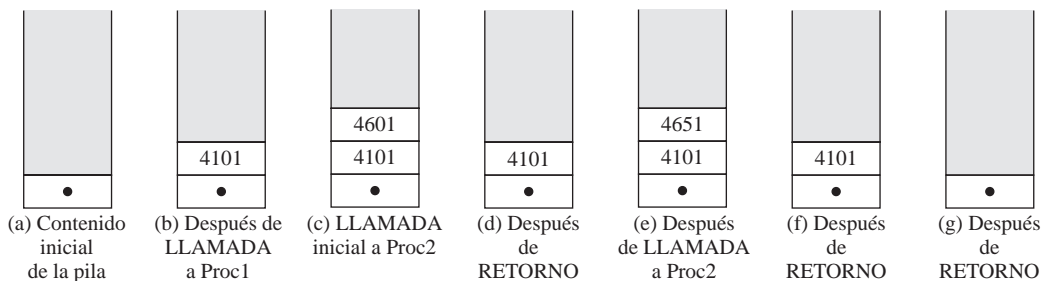 4601
4651
4101
4101
4101
4101
4101
(a) Contenido
inicial
de la pila
(b) Después de
LLAMADA
a Proc1
(c) LLAMADA
inicial a Proc2
(d) Después
de
RETORNO
(e) Después
de LLAMADA
a Proc2
(f) Después
de
RETORNO
(g) Después
de
RETORNO